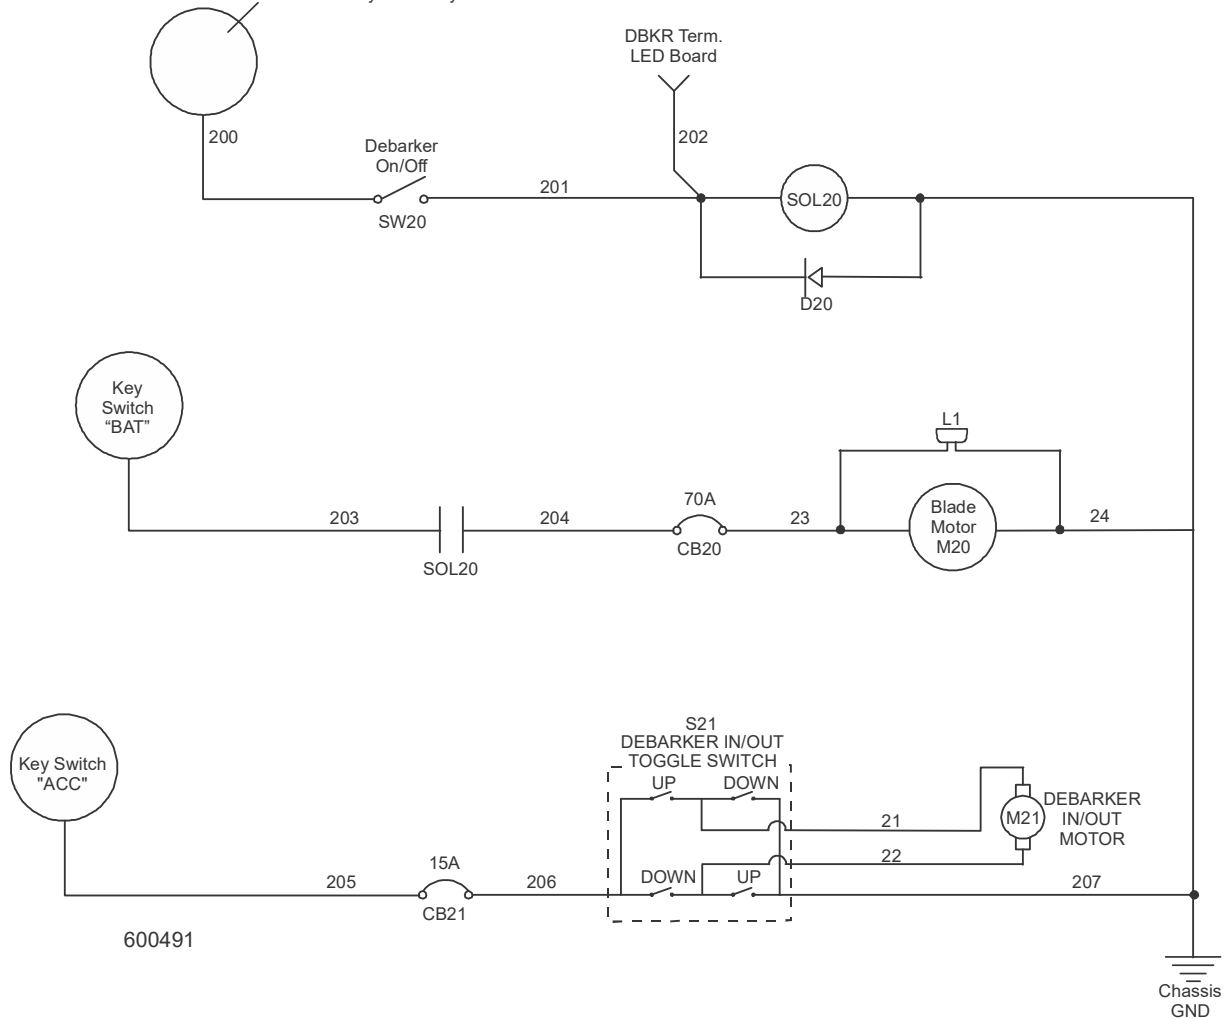 DBKR Term.
LED Board
200
202
Debarker
On/Off
201
SOL20
SW20
D20
Key
Switch
“BAT”
L1
70A
203
204
23
Blade
Motor
M20
24
CB20
SOL20
S21
DEBARKER IN/OUT
TOGGLE SWITCH
Key Switch
"ACC"
UP
DOWN
M21
DEBARKER
IN/OUT
MOTOR
21
22
15A
205
206
DOWN
UP
207
CB21
600491
Chassis
GND